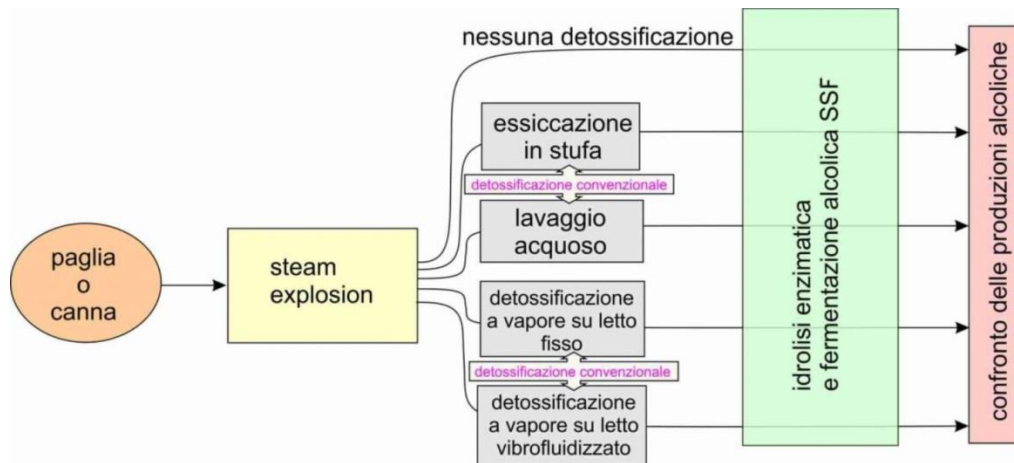 nessuna detossificazione
essiccazione
in stufa
detossificazione convenzionale
lavaggio
acquoso
paglia
o
canna
steam
explosion
detossificazione
a vapore su letto
fisso
detossificazione convenzionale
detossificazione
a vapore su letto
vibrofluidizzato
idrolisi enzimatica
e fermentazione alcolica SSF
confronto delle produzioni alcoliche